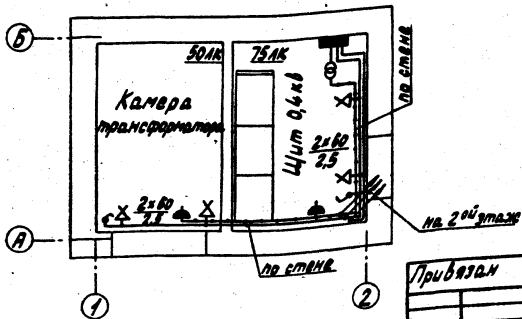 Б
50лк
75лк
Камера
трансформатора
Щит 0,4кв
2х60
2,5
по стене
2х60
2,5
А
на 2ой этаже
по стене
1
2
Привязан